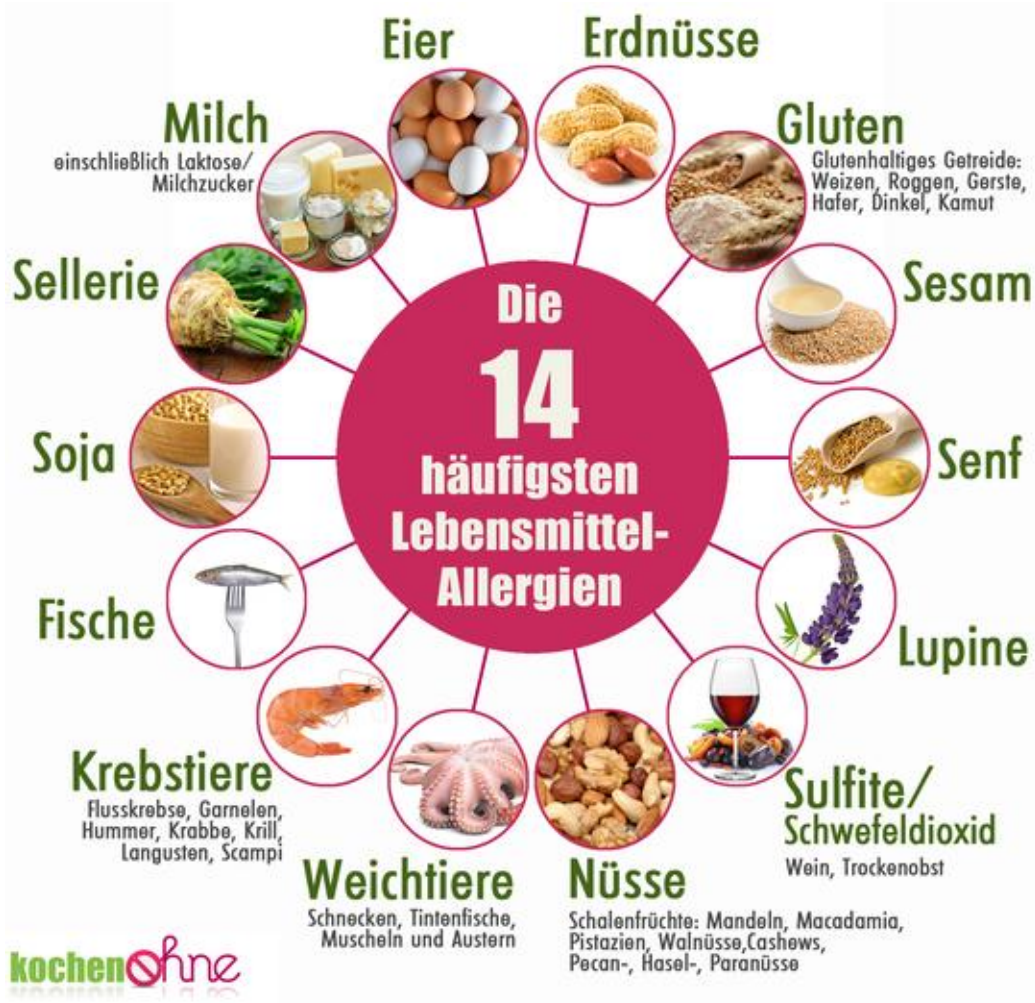 Die
14
häufigsten
Lebensmittel-
Allergien
Eier
Erdnüsse
Gluten
Glutenhaltiges Getreide:
Weizen, Roggen, Gerste,
Hafer, Dinkel, Kamut
Sesam
Senf
Lupine
Sulfite/
Schwefeldioxid
Wein, Trockenobst
Nüsse
Schalenfrüchte: Mandeln, Macadamia,
Pistazien, Walnüsse,Cashews,
Pecan-, Hasel-, Paranüsse
Weichtiere
Schnecken, Tintenfische,
Muscheln und Austern
Krebstiere
Flusskrebse, Garnelen,
Hummer, Krabbe, Krill,
Langusten, Scampi
Fische
Soja
Sellerie
Milch
einschließlich Laktose/
Milchzucker
kochenOhne